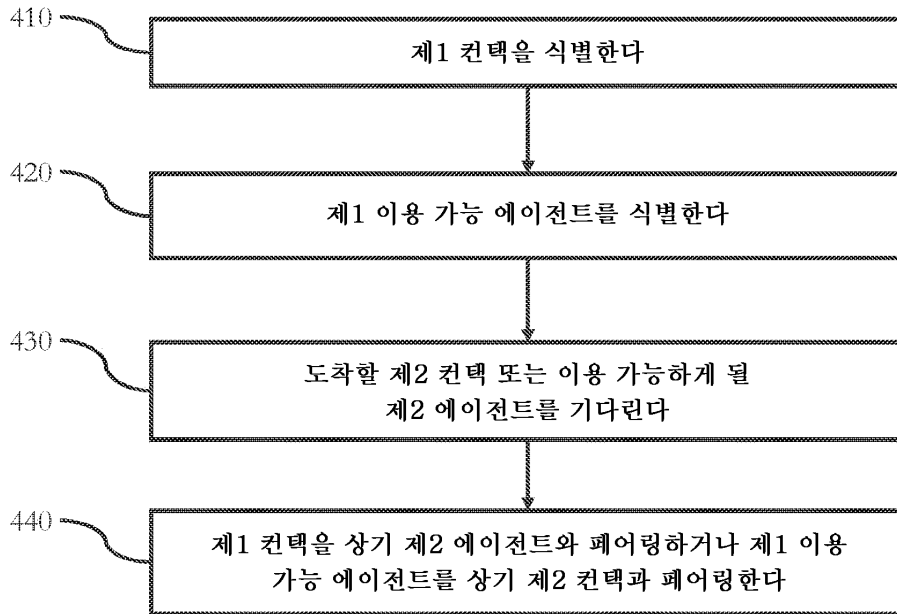 410
제1 컨택을 식별한다
420
제1 이용 가능 에이전트를 식별한다
430
도착할 제2 컨택 또는 이용 가능하게 될
제2 에이전트를 기다린다
440
제1 컨택을 상기 제2 에이전트와 페어링하거나 제1 이용
가능 에이전트를 상기 제2 컨택과 페어링한다